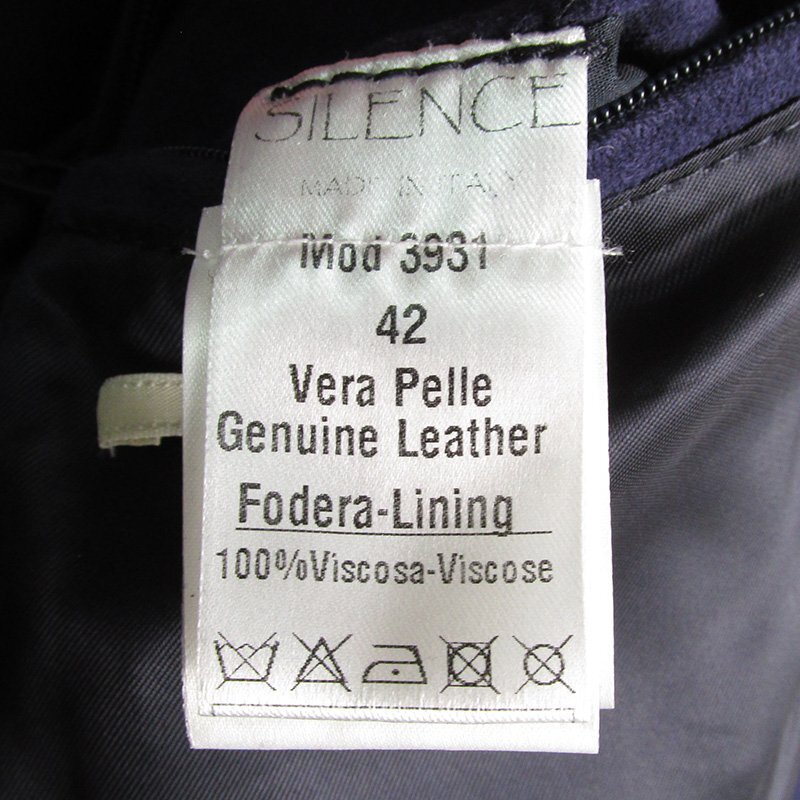 SILENCE
MADE IN ITALY
Mod 3931
42
Vera Pelle
Genuine Leather
Fodera-Lining
100%Viscosa-Viscose